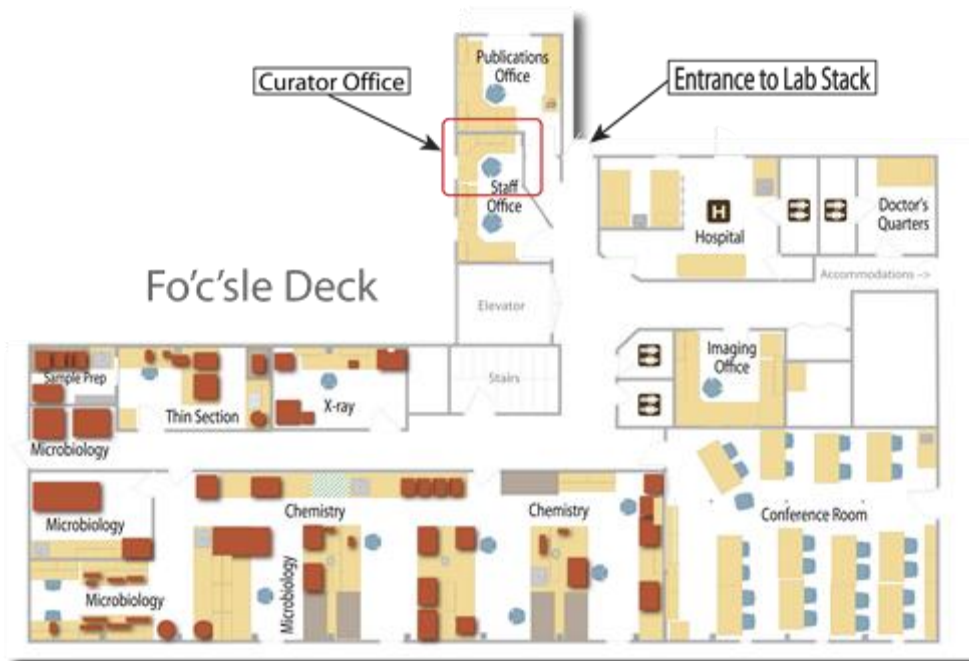 Publications
Office
Curator Office
Entrance to Lab Stack
Staff
Office
H
Hospital
Doctor's
Quarters
Fo'c'sle Deck
Accommodations ->
Elevator
Imaging
Office
Sample Prep
Stairs
Thin Section
X-ray
Microbiology
Chemistry
Chemistry
Microbiology
Conference Room
Microbiology
Microbiology